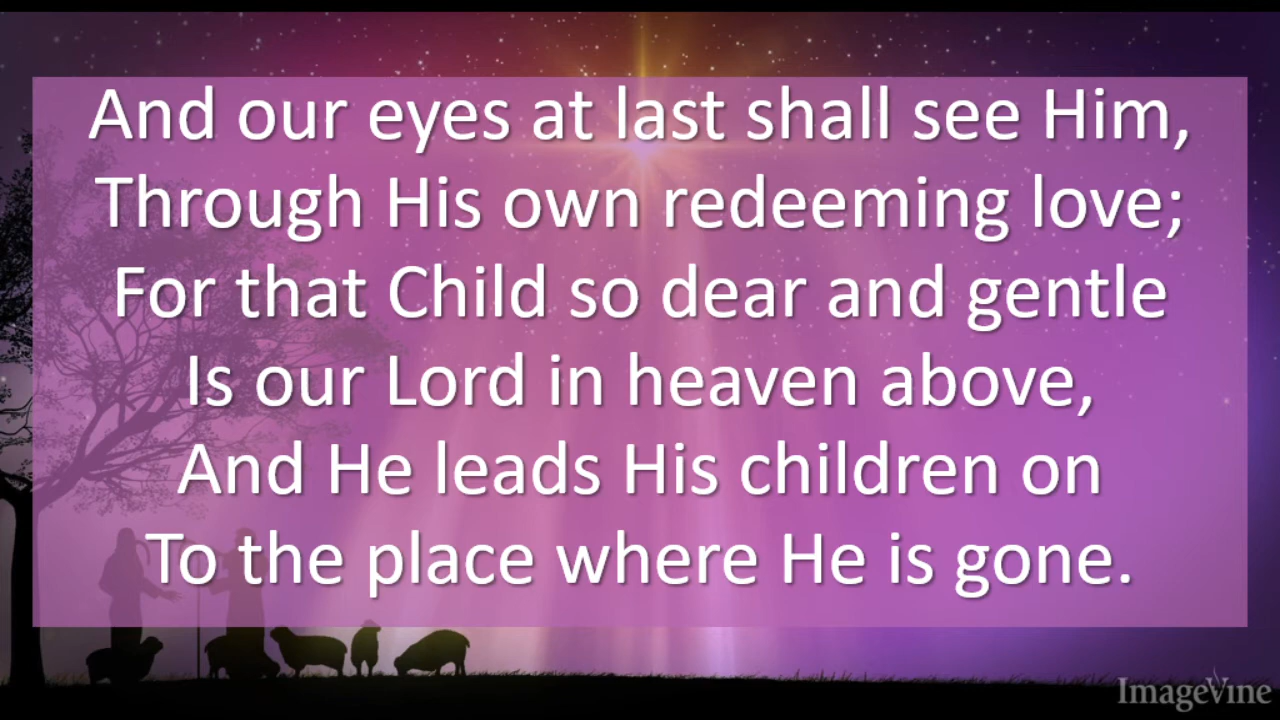 And our eyes at last shall see Him,
Through His own redeeming love;
For that Child so dear and gentle
Is our Lord in heaven above,
And He leads His children on
To the place where He is gone.
ImageVine